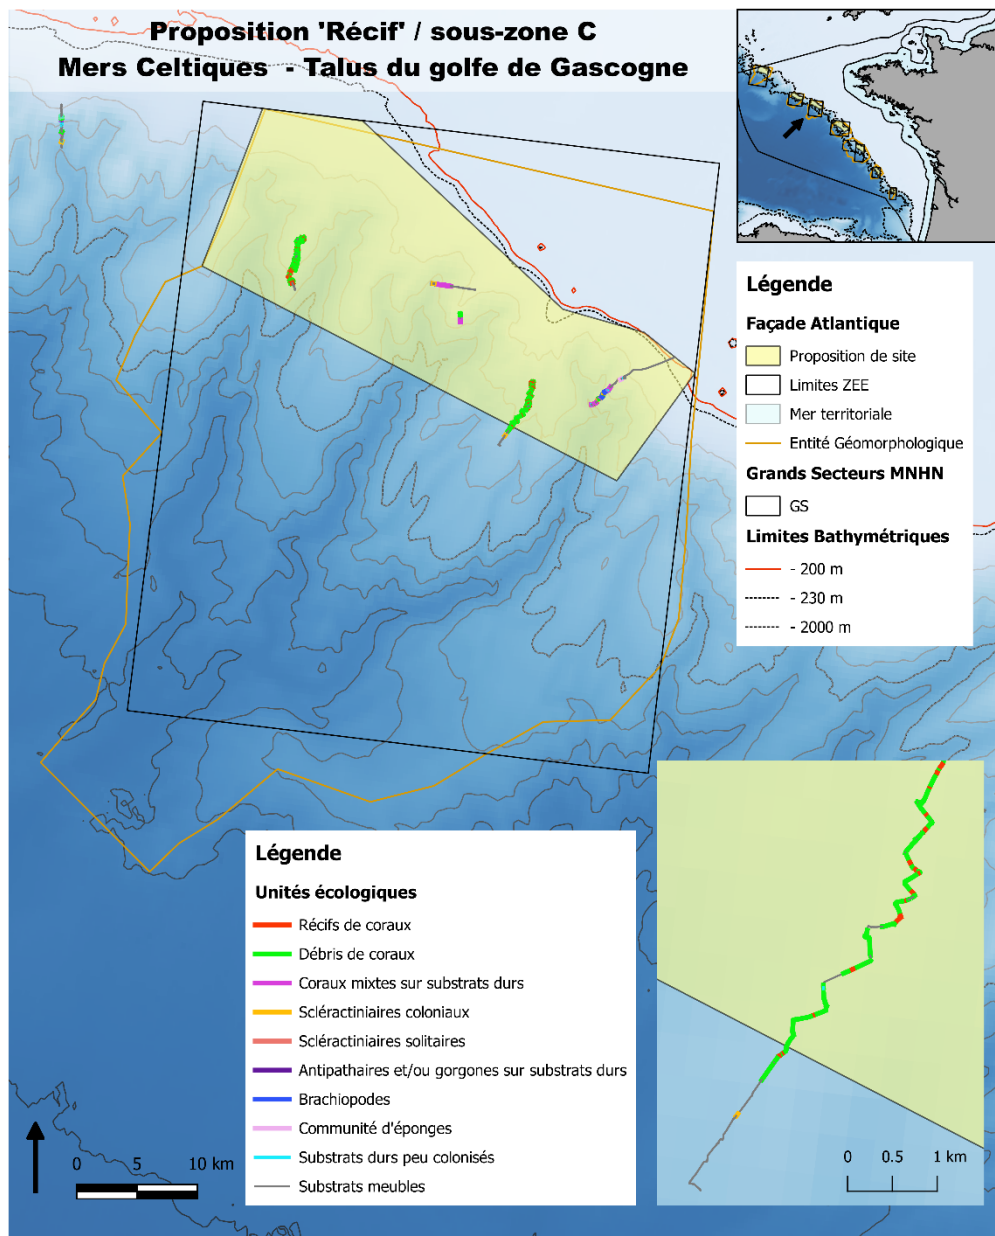 Proposition 'Récif' / sous-zone C
Mers Celtiques - Talus du golfe de Gascogne
Légende
Façade Atlantique
Proposition de site
Limites ZEE
Mer territoriale
Entité Géomorphologique
Grands Secteurs MNHN
GS
Limites Bathymétriques
- 200 m
- 230 m
- 2000 m
Légende
Unités écologiques
Récifs de coraux
Débris de coraux
Coraux mixtes sur substrats durs
Scléractiniaires coloniaux
Scléractiniaires solitaires
Antipathaires et/ou gorgones sur substrats durs
Brachiopodes
Communité d'éponges
Substrats durs peu colonisés
Substrats meubles
0 5 10 km
0 0.5 1 km